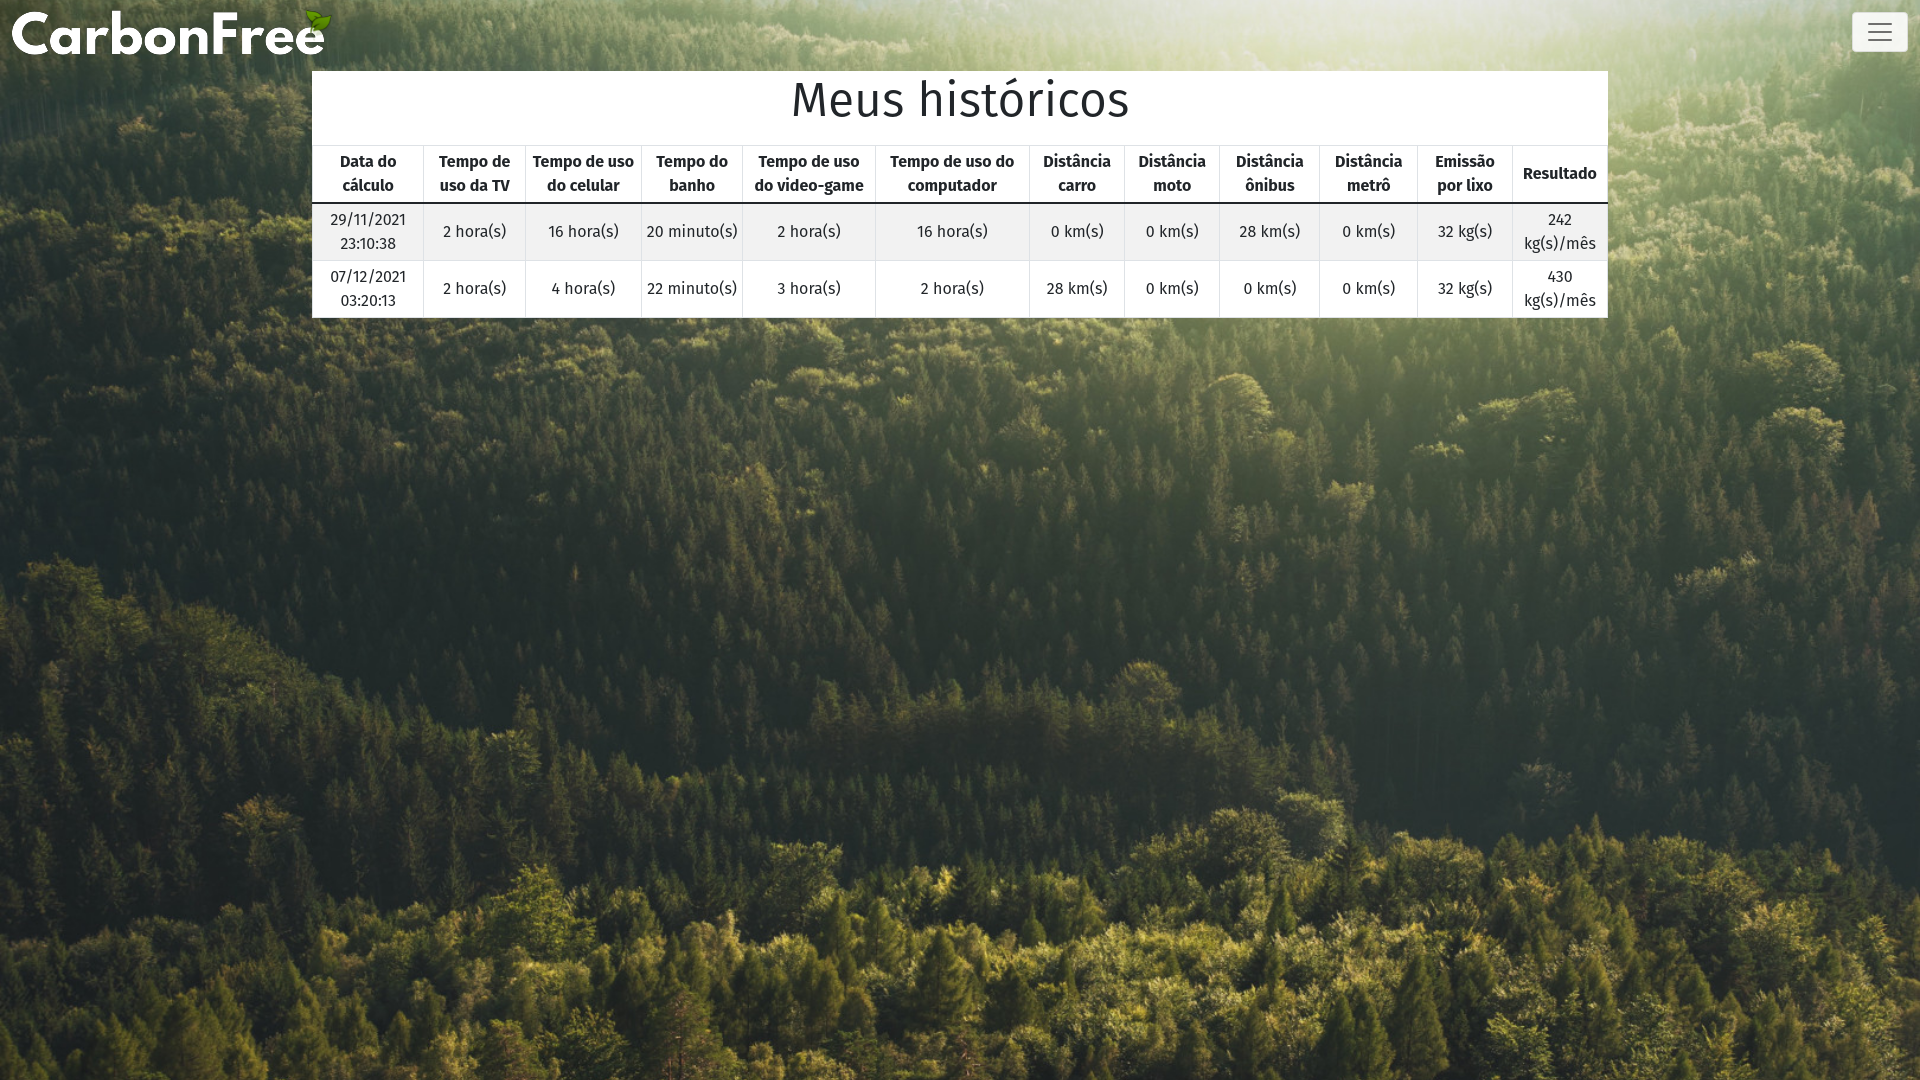 CarbonFree
Meus históricos
Data do cálculo Tempo de uso da TV Tempo de uso do celular Tempo do banho Tempo de uso do video-game Tempo de uso do computador Distância carro Distância moto Distância ônibus Distância metrô Emissão por lixo Resultado
29/11/2021 23:10:38 2 hora(s) 16 hora(s) 20 minuto(s) 2 hora(s) 16 hora(s) 0 km(s) 0 km(s) 28 km(s) 0 km(s) 32 kg(s) 242 kg(s)/mês
07/12/2021 03:20:13 2 hora(s) 4 hora(s) 22 minuto(s) 3 hora(s) 2 hora(s) 28 km(s) 0 km(s) 0 km(s) 0 km(s) 32 kg(s) 430 kg(s)/mês